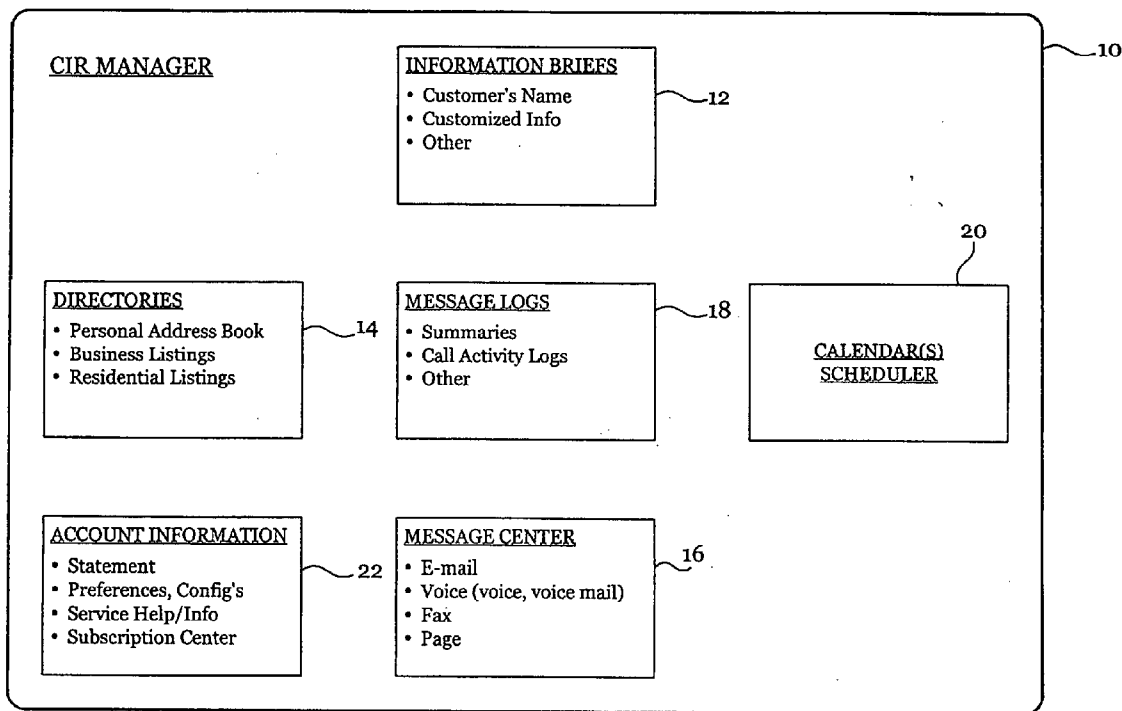 CIR MANAGER
10
INFORMATION BRIEFS
• Customer's Name
• Customized Info
• Other
12
DIRECTORIES
• Personal Address Book
• Business Listings
• Residential Listings
14
MESSAGE LOGS
• Summaries
• Call Activity Logs
• Other
18
20
CALENDAR(S)
SCHEDULER
ACCOUNT INFORMATION
• Statement
• Preferences, Config's
• Service Help/Info
• Subscription Center
22
MESSAGE CENTER
• E-mail
• Voice (voice, voice mail)
• Fax
• Page
16